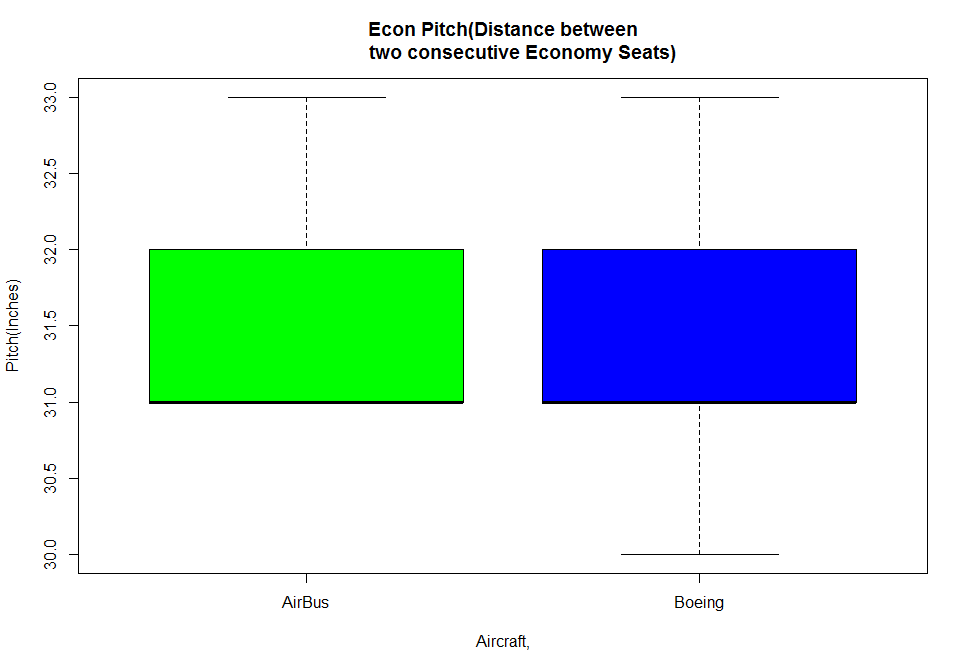 Econ Pitch(Distance between
two consecutive Economy Seats)
33.0
32.5
32.0
31.5
31.0
30.5
30.0
Pitch(Inches)
AirBus
Boeing
Aircraft,